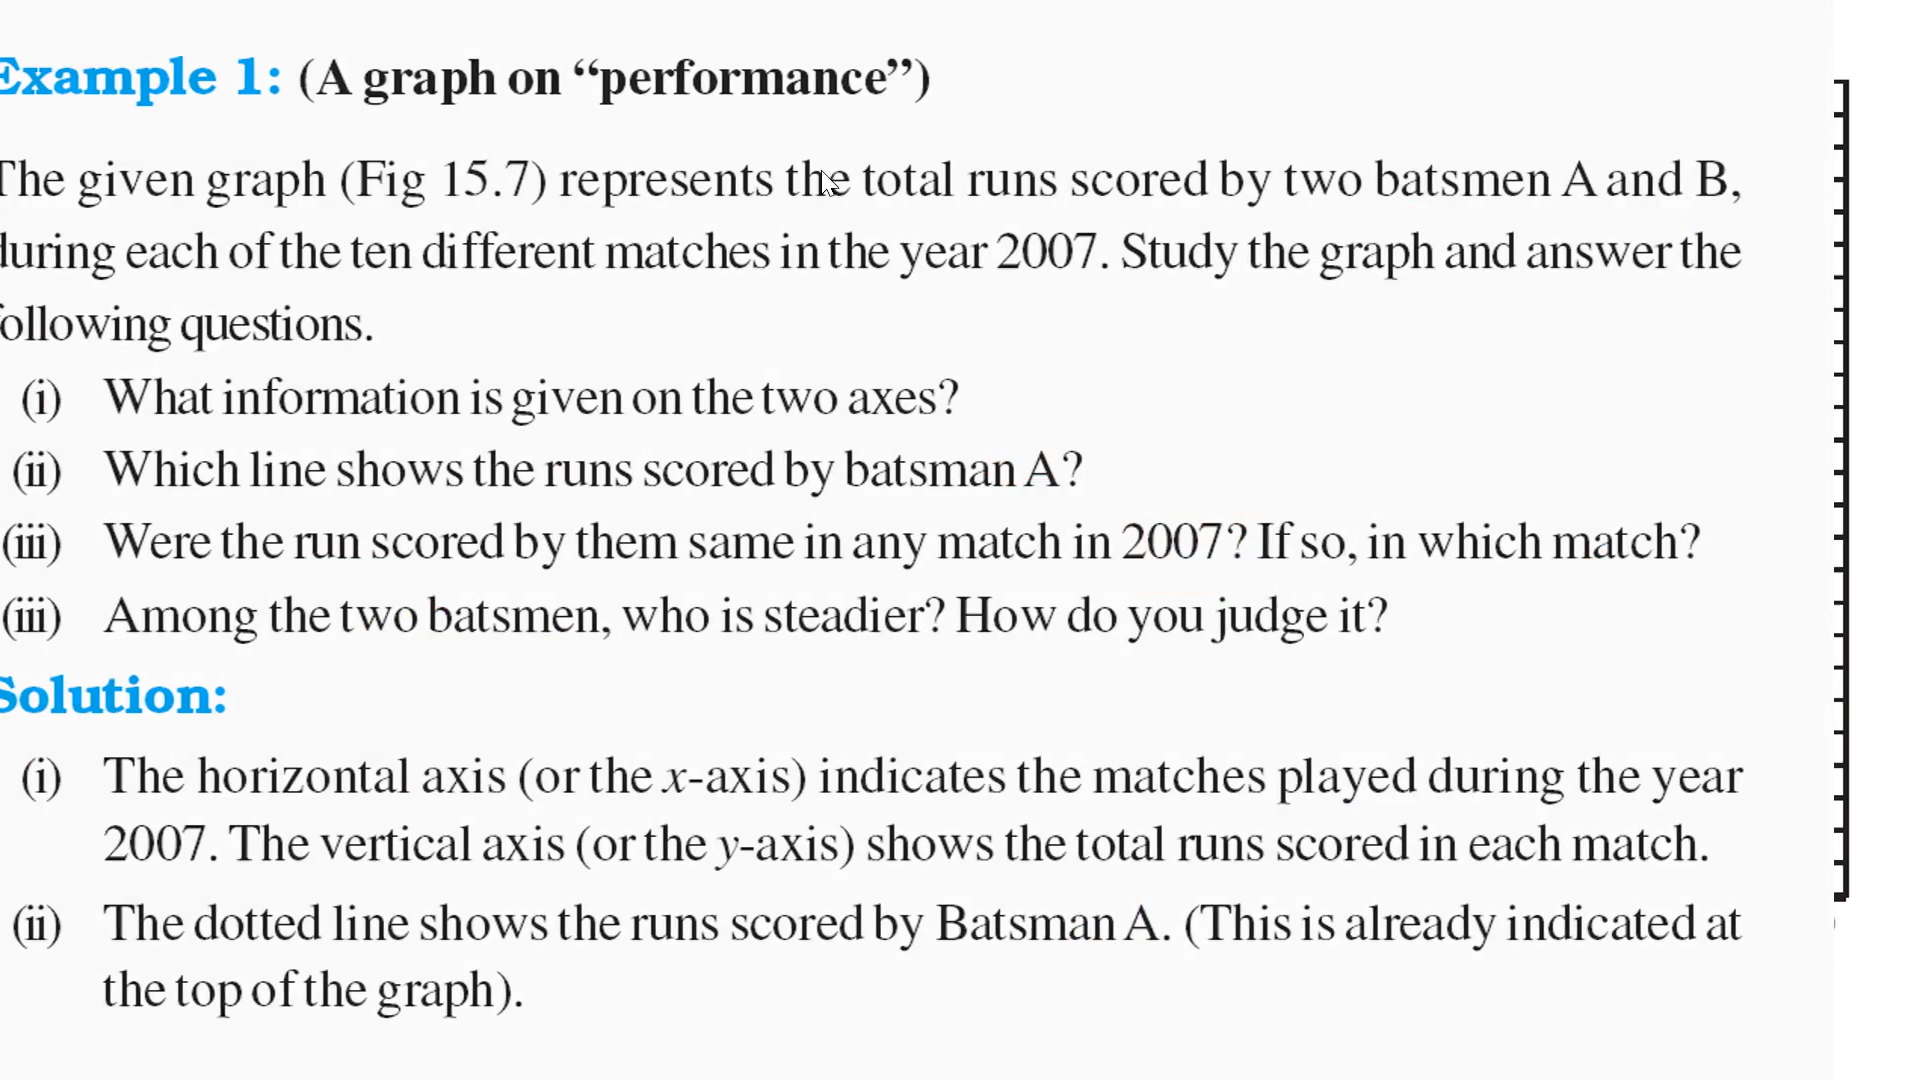 Example 1: (A graph on “performance”)
The given graph (Fig 15.7) represents the total runs scored by two batsmen A and B,
during each of the ten different matches in the year 2007. Study the graph and answer the
following questions.
(i) What information is given on the two axes?
(ii) Which line shows the runs scored by batsman A?
(iii) Were the run scored by them same in any match in 2007? If so, in which match?
(iii) Among the two batsmen, who is steadier? How do you judge it?
Solution:
(i) The horizontal axis (or the x-axis) indicates the matches played during the year
2007. The vertical axis (or the y-axis) shows the total runs scored in each match.
(ii) The dotted line shows the runs scored by Batsman A. (This is already indicated at
the top of the graph).